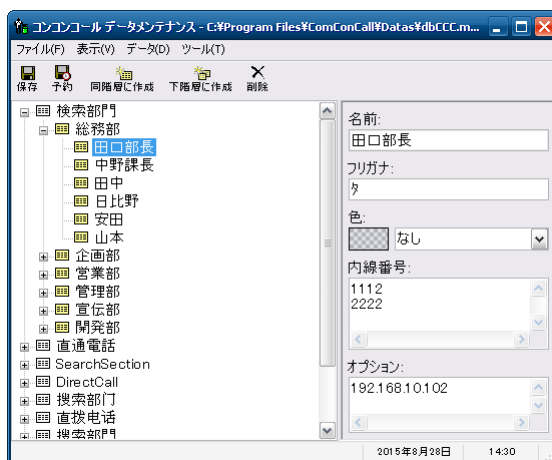 コンコンコール データメンテナンス - C:¥Program Files¥ComConCall¥Datas¥dbCCC.m...
ファイル(F) 表示(V) データ(D) ツール(T)
保存 予約 同階層に作成 下階層に作成 削除
検索部門
総務部
田口部長
中野課長
田中
日比野
安田
山本
企画部
営業部
管理部
宣伝部
開発部
直通電話
SearchSection
DirectCall
搜索部门
直拨电话
搜索部門
名前:
田口部長
フリガナ:
タ
色:
なし
内線番号:
1112
2222
オプション:
192.168.10.102
2015年8月28日 14:30